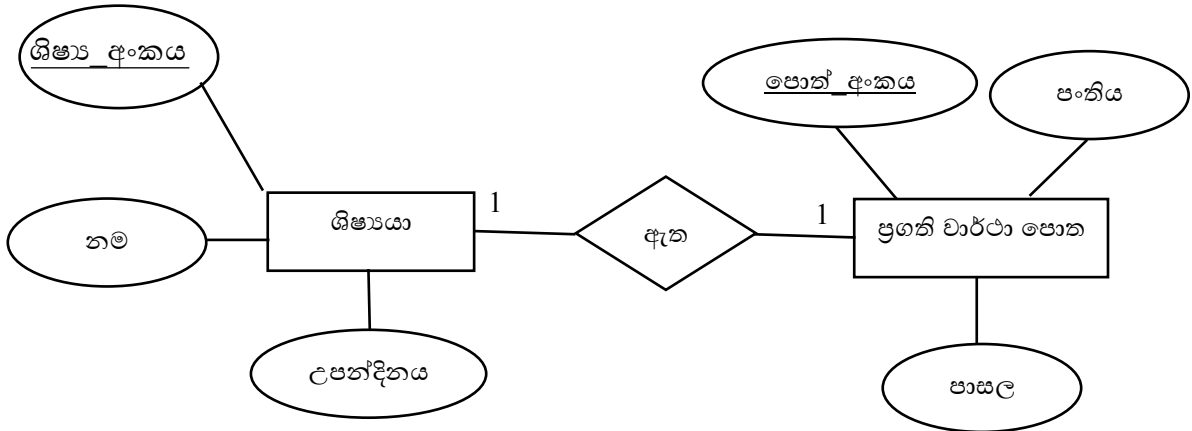 ශිෂ්‍ය_අංකය
පොත්_අංකය
පංතිය
නම
ශිෂ්‍යයා
1
ඇත
1
ප්‍රගති වාර්ථා පොත
උපන්දිනය
පාසල